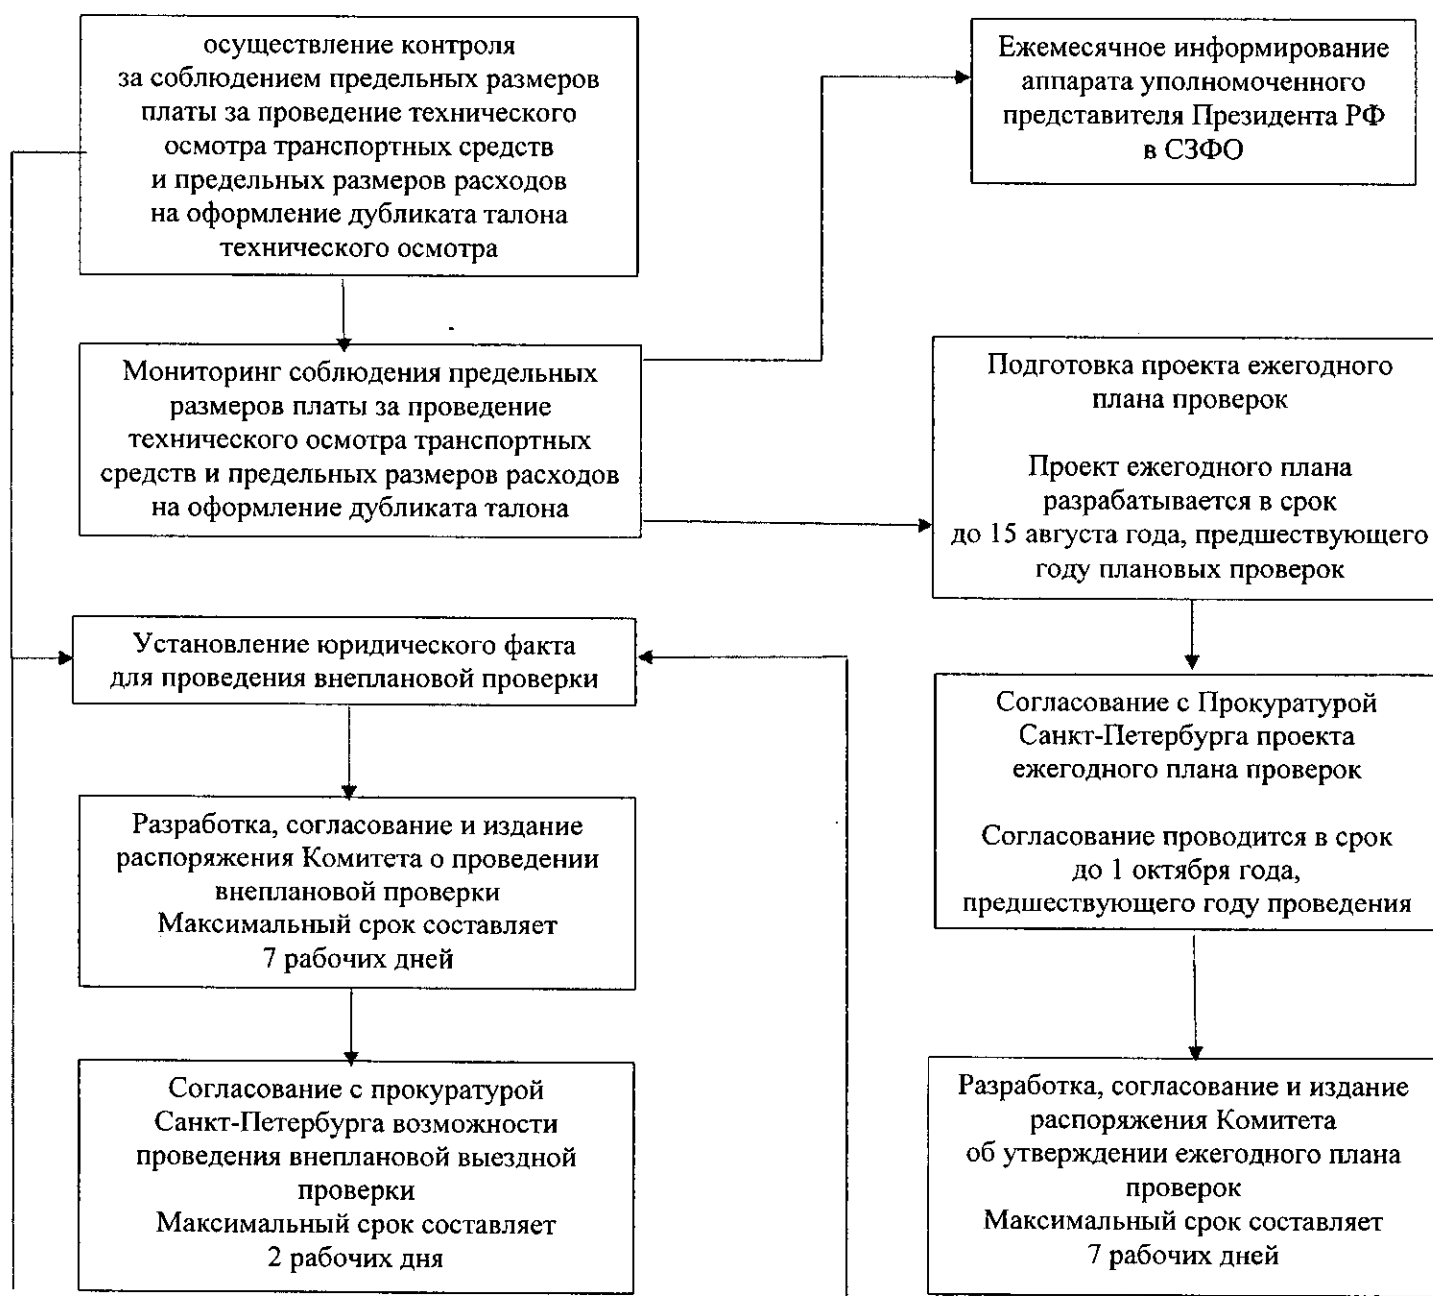 осуществление контроля
за соблюдением предельных размеров
платы за проведение технического
осмотра транспортных средств
и предельных размеров расходов
на оформление дубликата талона
технического осмотра
Ежемесячное информирование
аппарата уполномоченного
представителя Президента РФ
в СЗФО
Мониторинг соблюдения предельных
размеров платы за проведение
технического осмотра транспортных
средств и предельных размеров расходов
на оформление дубликата талона
Подготовка проекта ежегодного
плана проверок
Проект ежегодного плана
разрабатывается в срок
до 15 августа года, предшествующего
году плановых проверок
Установление юридического факта
для проведения внеплановой проверки
Согласование с Прокуратурой
Санкт-Петербурга проекта
ежегодного плана проверок
Согласование проводится в срок
до 1 октября года,
предшествующего году проведения
Разработка, согласование и издание
распоряжения Комитета о проведении
внеплановой проверки
Максимальный срок составляет
7 рабочих дней
Согласование с прокуратурой
Санкт-Петербурга возможности
проведения внеплановой выездной
проверки
Максимальный срок составляет
2 рабочих дня
Разработка, согласование и издание
распоряжения Комитета
об утверждении ежегодного плана
проверок
Максимальный срок составляет
7 рабочих дней